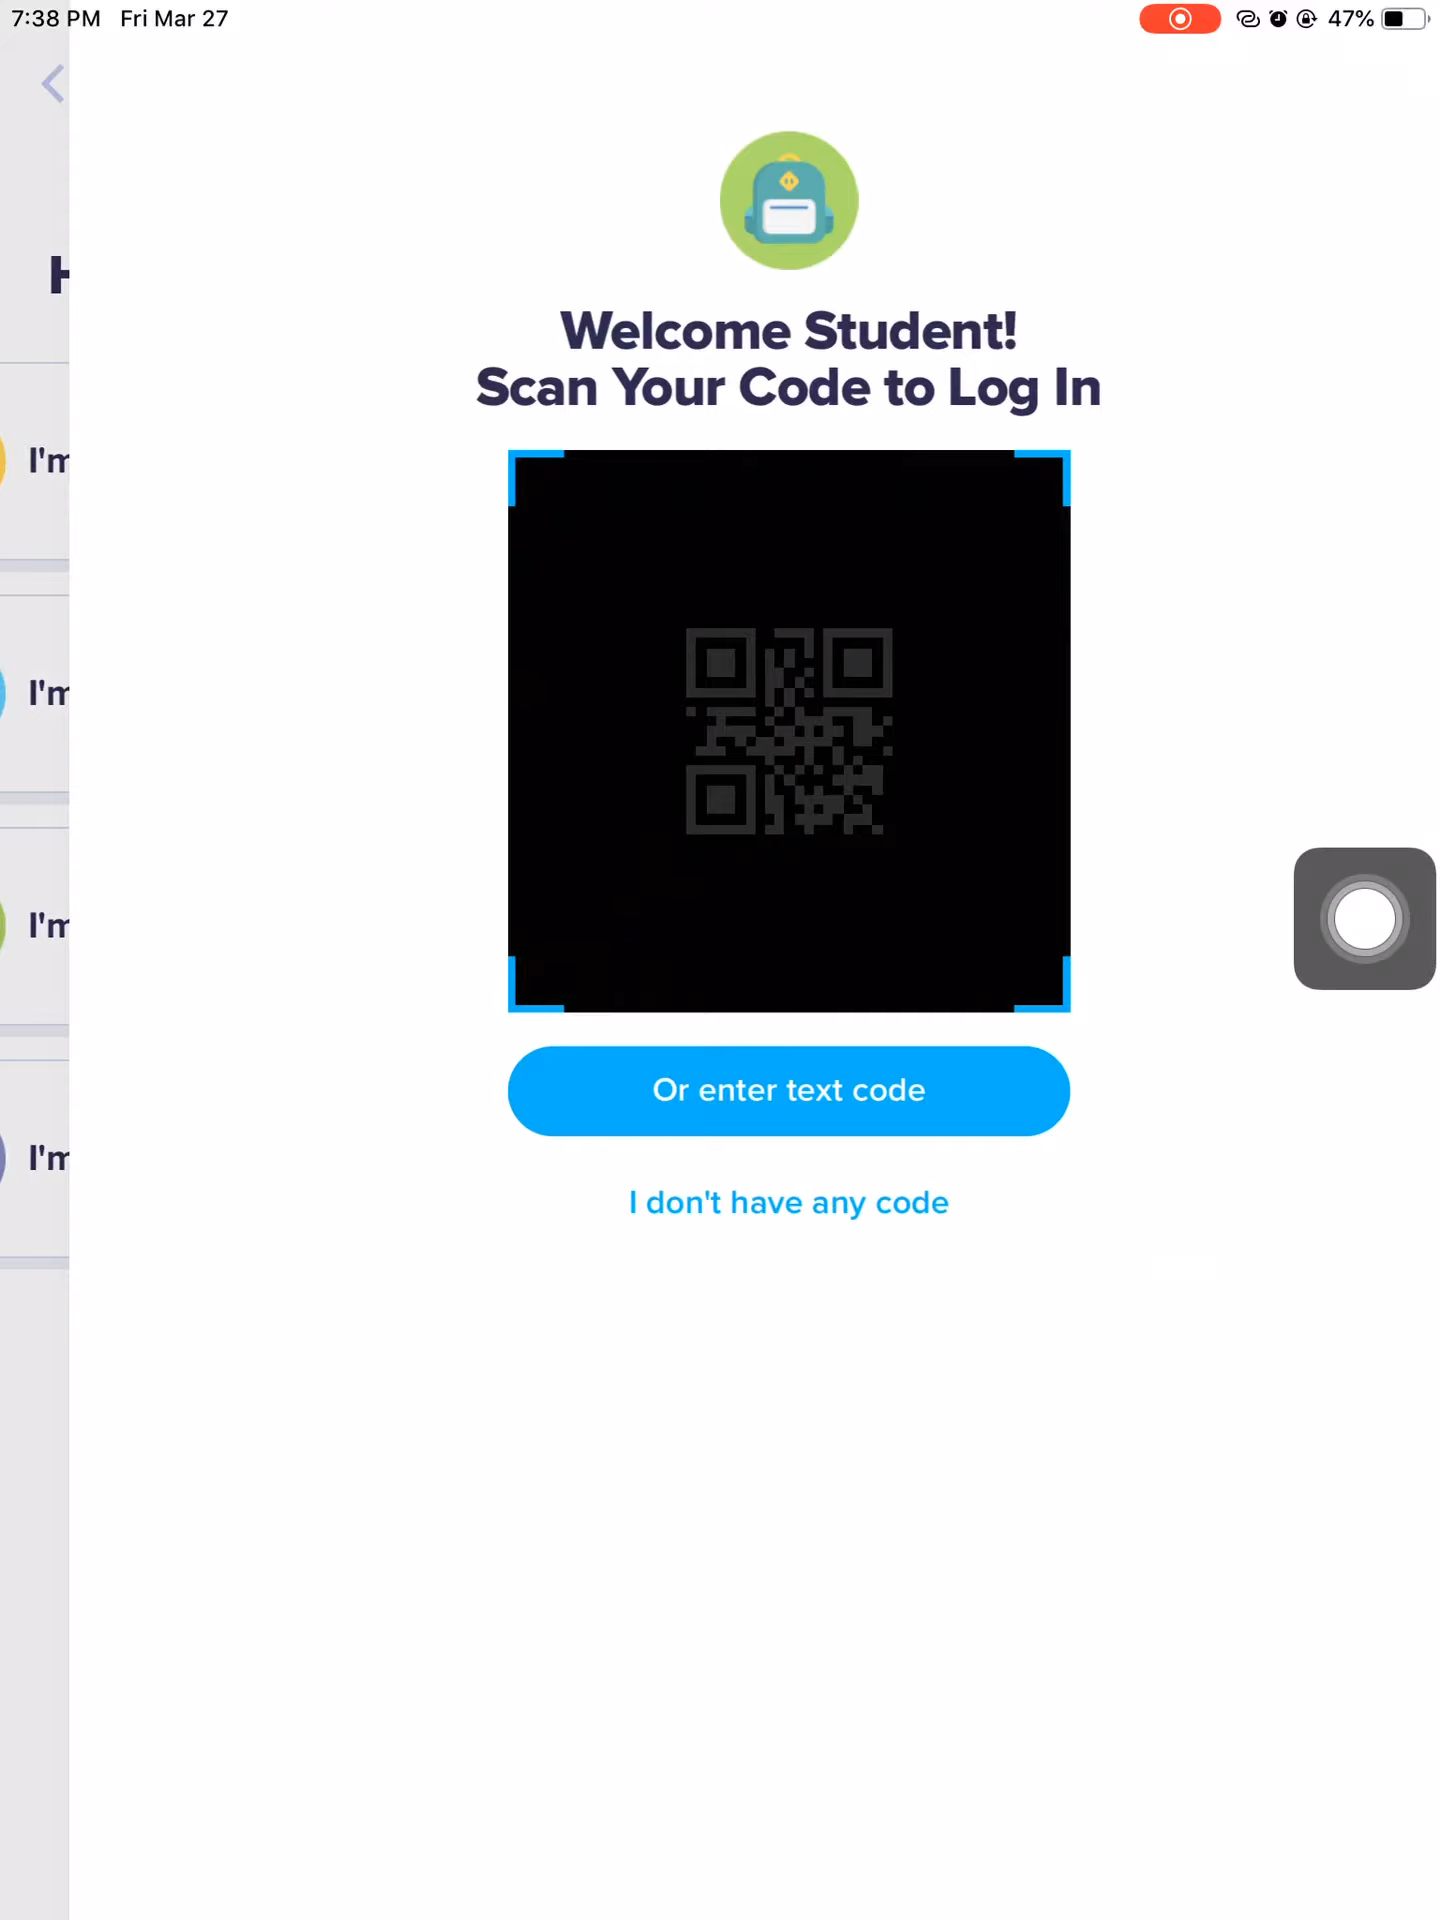 7:38 PM Fri Mar 27
47%
H
Welcome Student!
Scan Your Code to Log In
I'm
I'm
I'm
I'm
Or enter text code
I don't have any code